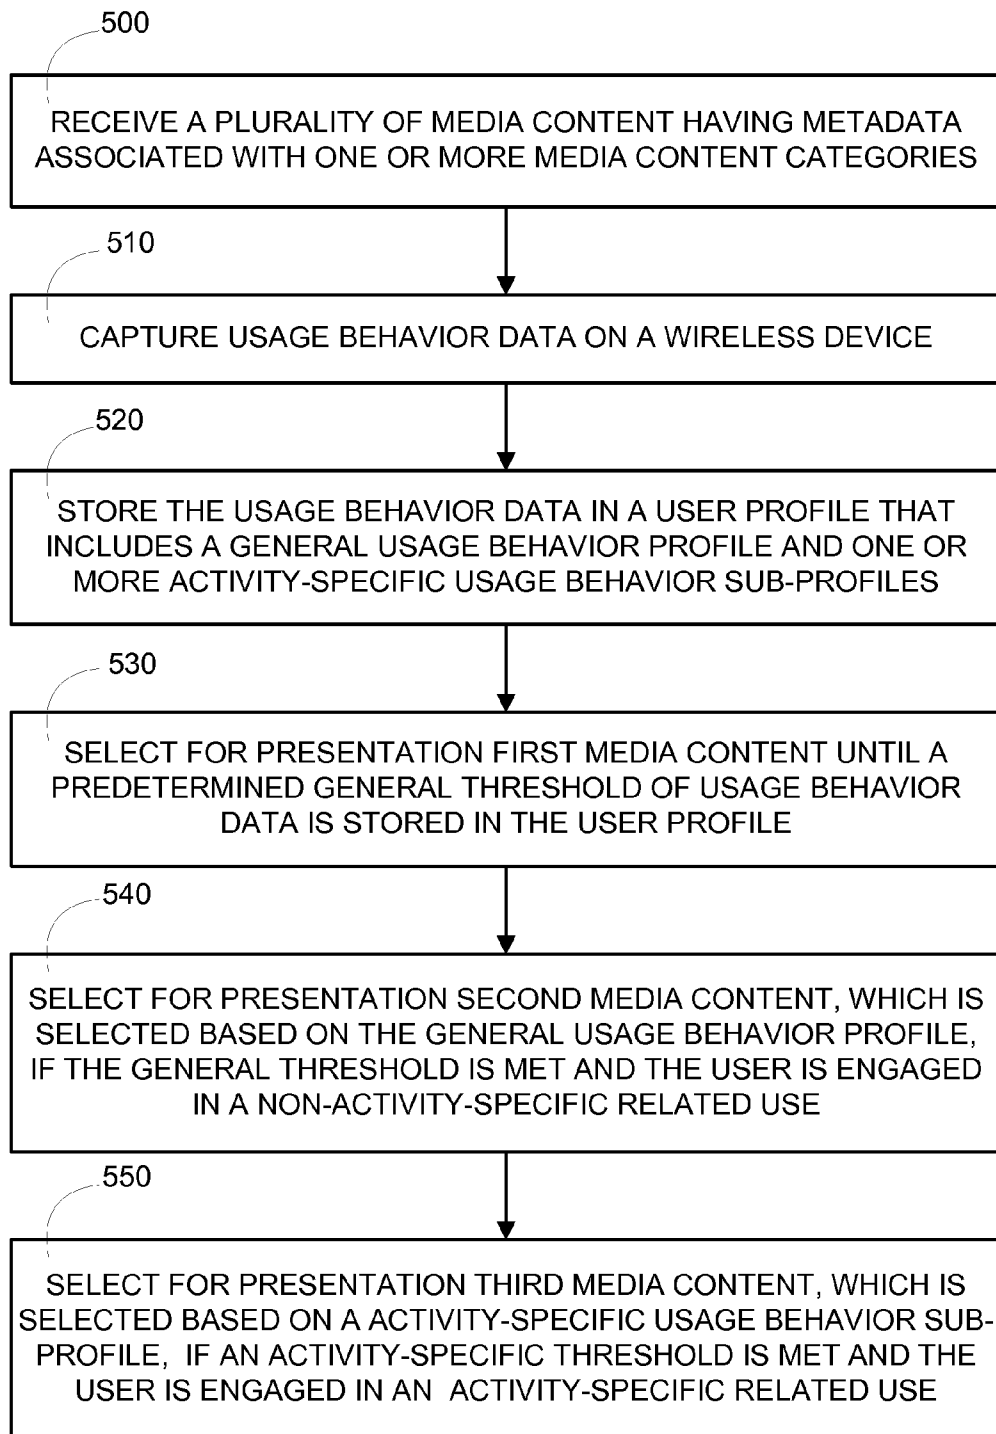 500
RECEIVE A PLURALITY OF MEDIA CONTENT HAVING METADATA
ASSOCIATED WITH ONE OR MORE MEDIA CONTENT CATEGORIES
510
CAPTURE USAGE BEHAVIOR DATA ON A WIRELESS DEVICE
520
STORE THE USAGE BEHAVIOR DATA IN A USER PROFILE THAT
INCLUDES A GENERAL USAGE BEHAVIOR PROFILE AND ONE OR
MORE ACTIVITY-SPECIFIC USAGE BEHAVIOR SUB-PROFILES
530
SELECT FOR PRESENTATION FIRST MEDIA CONTENT UNTIL A
PREDETERMINED GENERAL THRESHOLD OF USAGE BEHAVIOR
DATA IS STORED IN THE USER PROFILE
540
SELECT FOR PRESENTATION SECOND MEDIA CONTENT, WHICH IS
SELECTED BASED ON THE GENERAL USAGE BEHAVIOR PROFILE,
IF THE GENERAL THRESHOLD IS MET AND THE USER IS ENGAGED
IN A NON-ACTIVITY-SPECIFIC RELATED USE
550
SELECT FOR PRESENTATION THIRD MEDIA CONTENT, WHICH IS
SELECTED BASED ON A ACTIVITY-SPECIFIC USAGE BEHAVIOR SUB-
PROFILE, IF AN ACTIVITY-SPECIFIC THRESHOLD IS MET AND THE
USER IS ENGAGED IN AN ACTIVITY-SPECIFIC RELATED USE